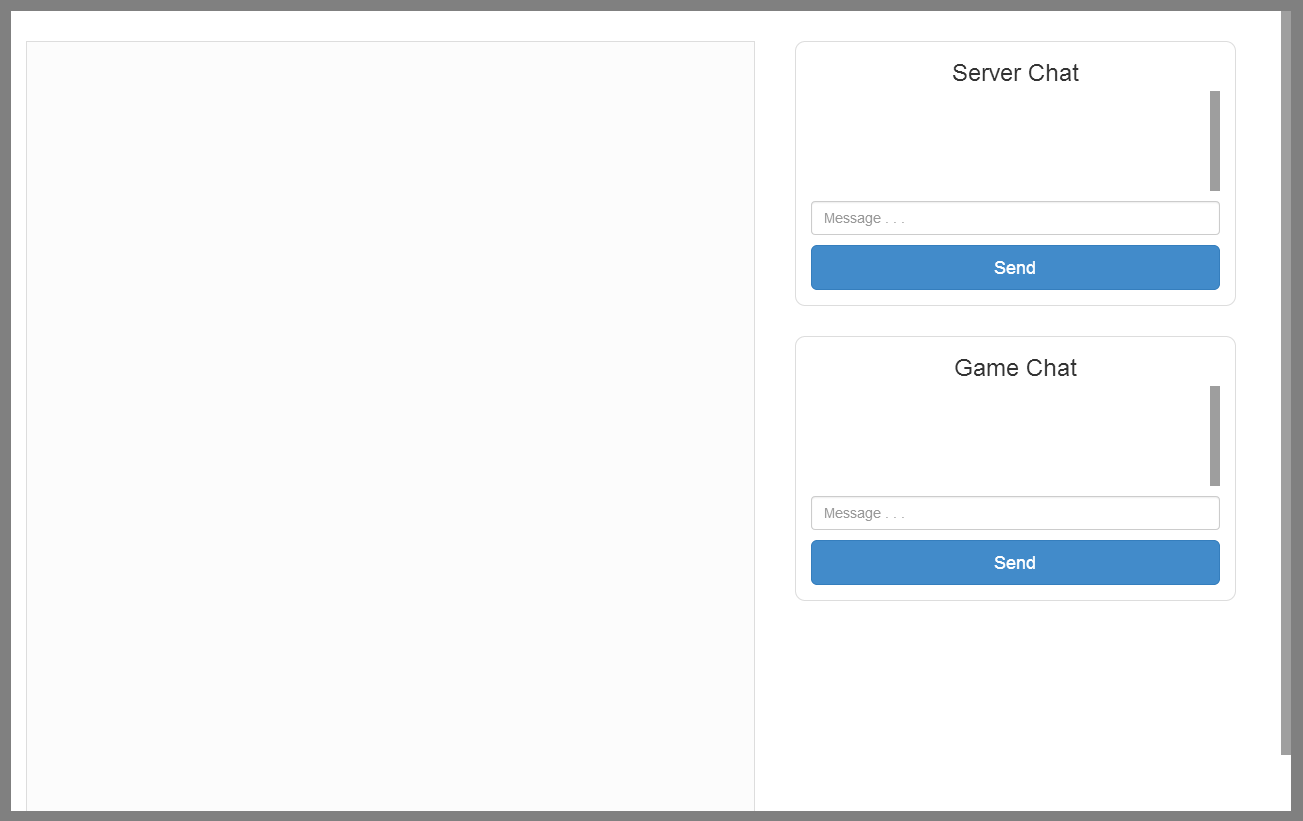 Server Chat
Message . . .
Send
Game Chat
Message . . .
Send